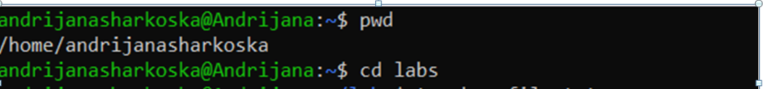 andrijanasharkoska@Andrijana:~$ pwd
/home/andrijanasharkoska
andrijanasharkoska@Andrijana:~$ cd labs